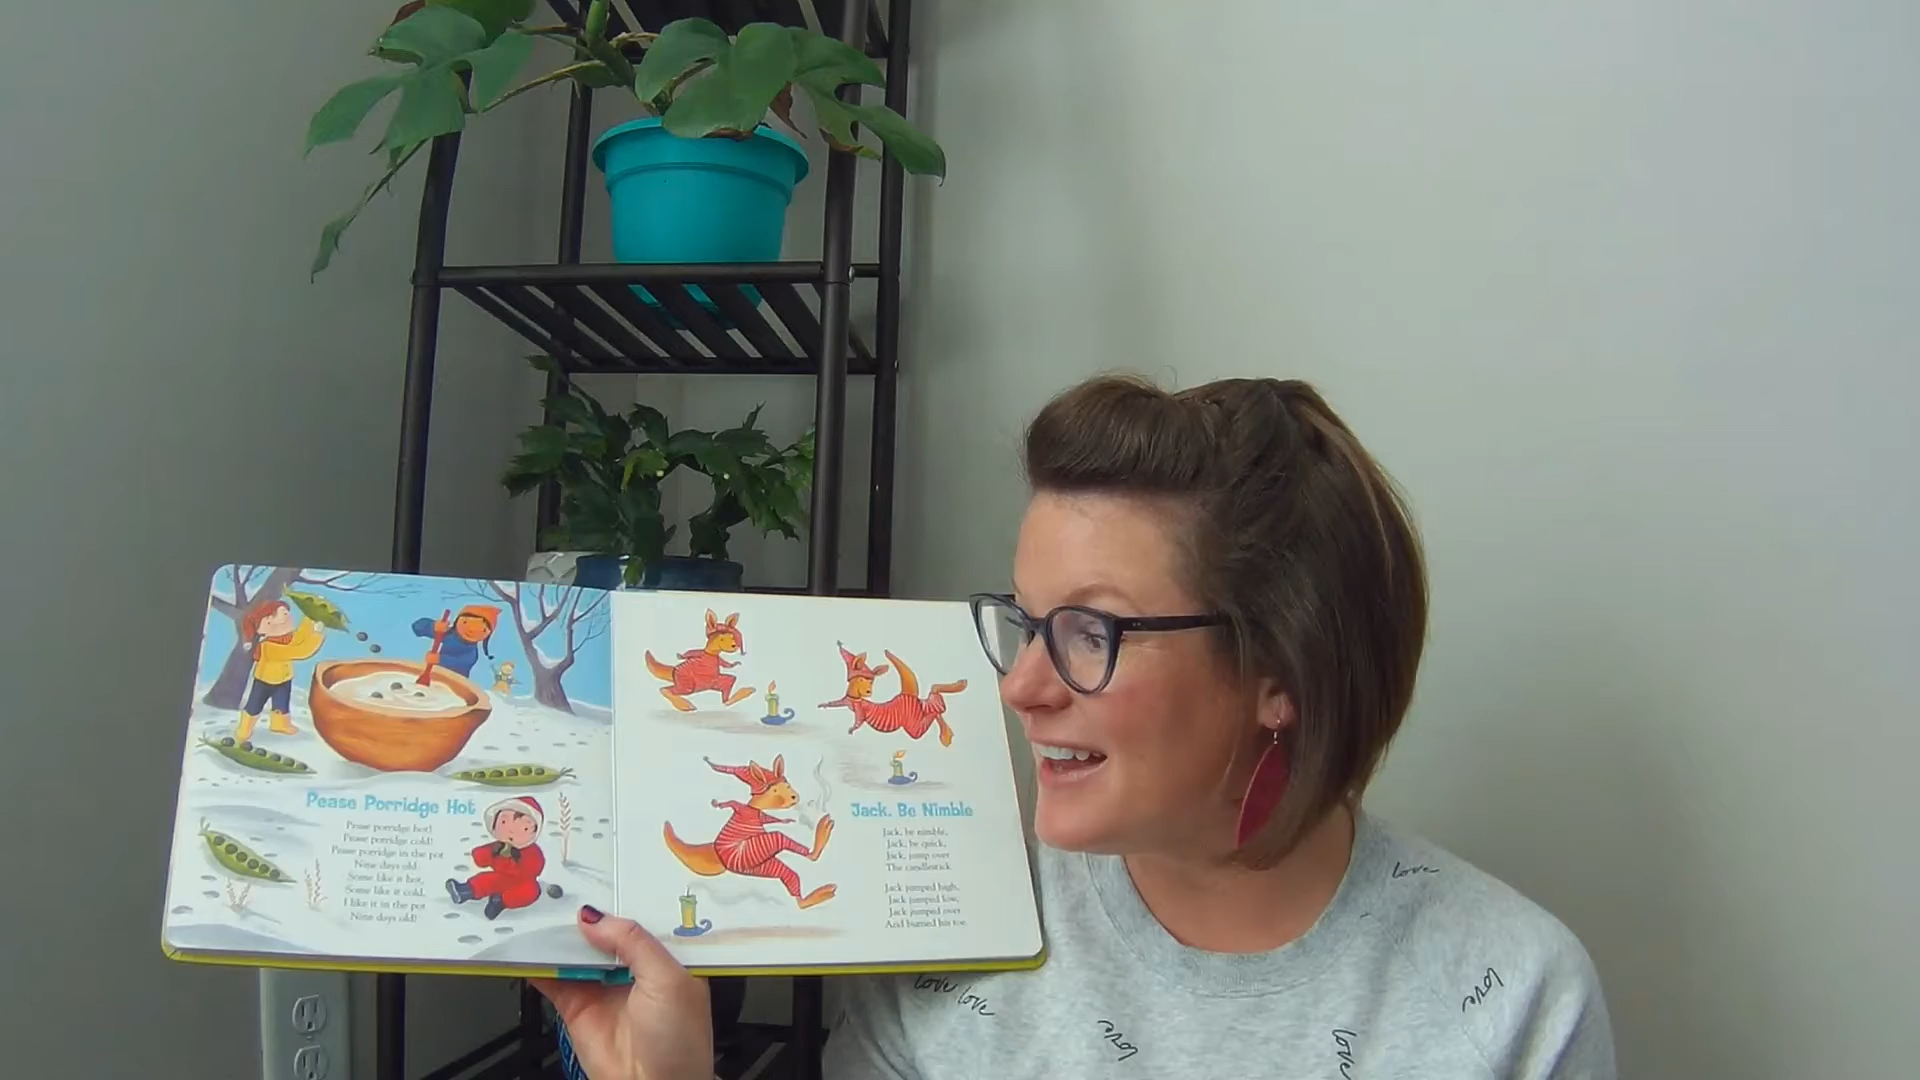 Pease Porridge Hot
Pease porridge hot!
Pease porridge cold!
Pease porridge in the pot
Nine days old.
Some like it hot,
Some like it cold,
I like it in the pot
Nine days old!
Jack, Be Nimble
Jack, be nimble,
Jack, be quick,
Jack, jump over
The candlestick.
Jack jumped high,
Jack jumped low,
Jack jumped over
And burned his toe.
love
love
love
love
love
love